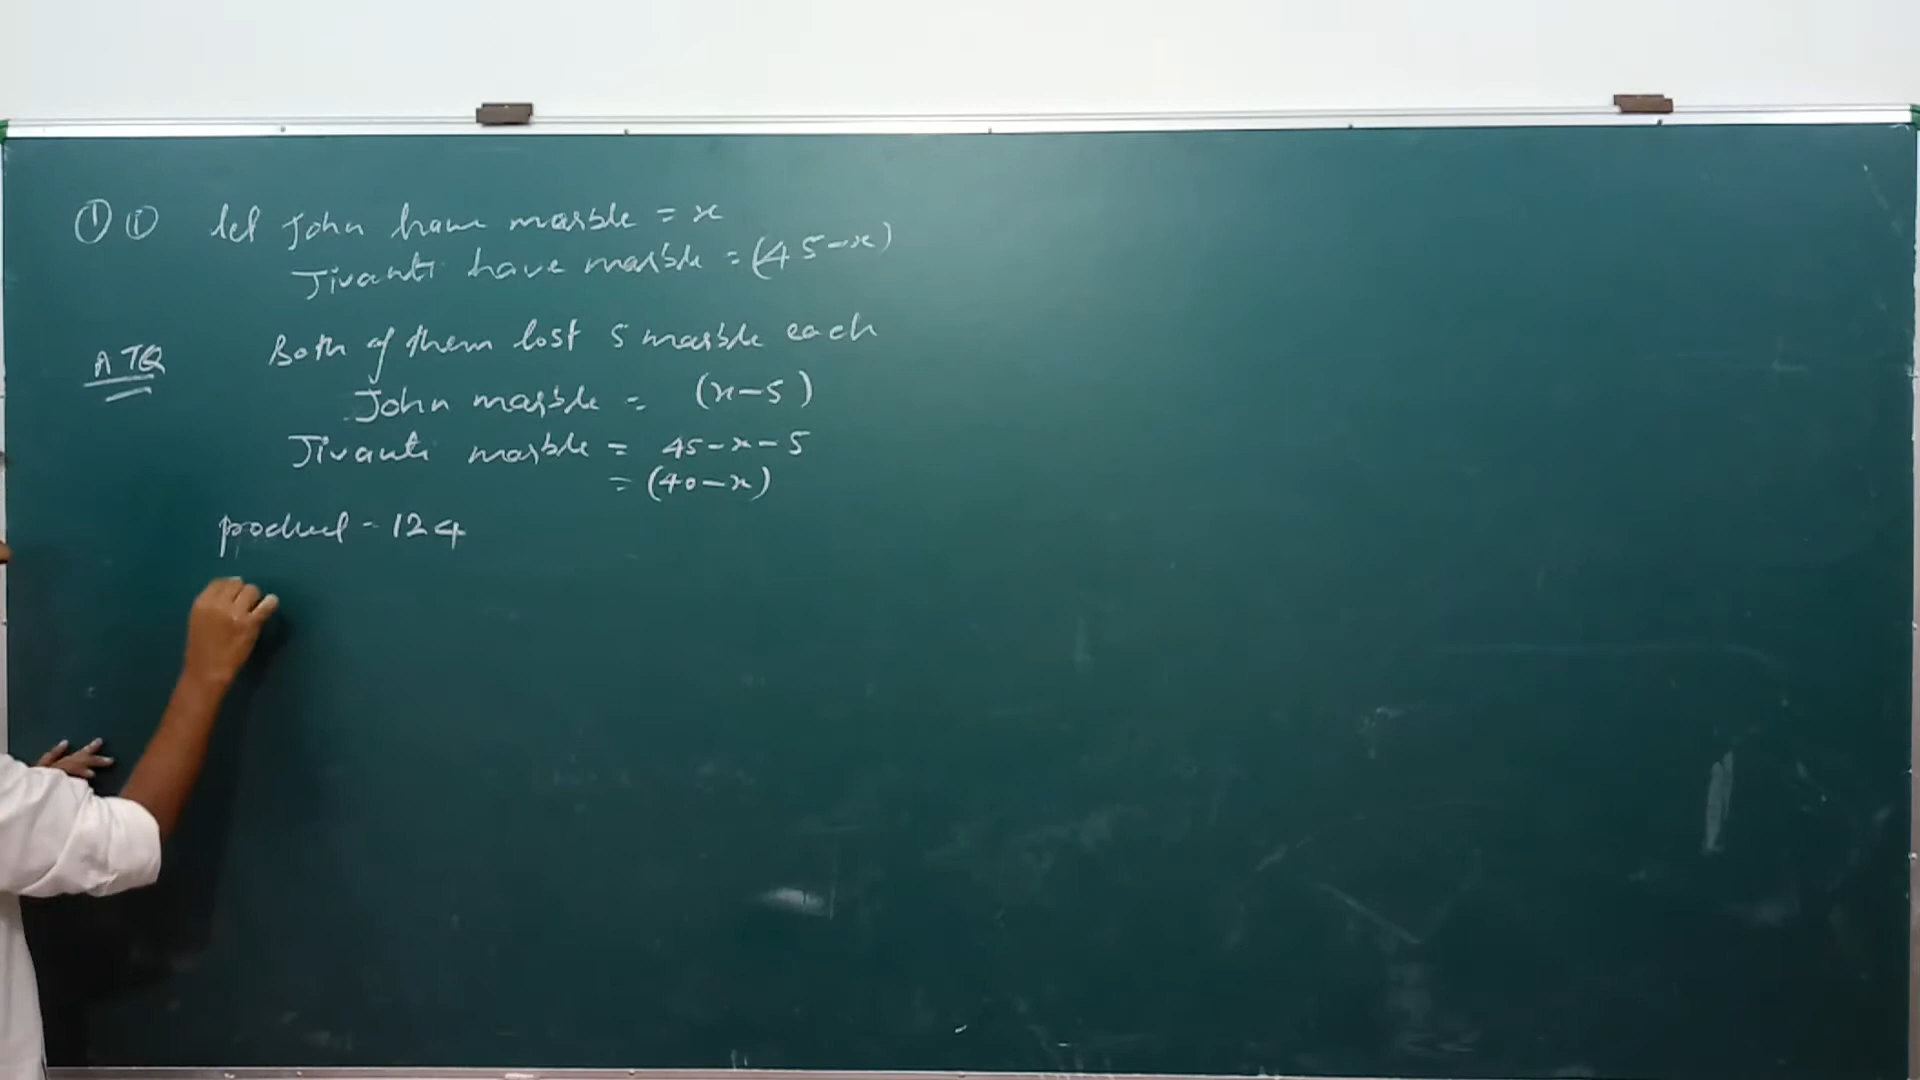 ① ⓘ let John have marble = x
Jivanti have marble = (45-x)
ATQ Both of them lost 5 marble each
John marble = (x-5)
Jivanti marble = 45-x-5
= (40-x)
product - 124